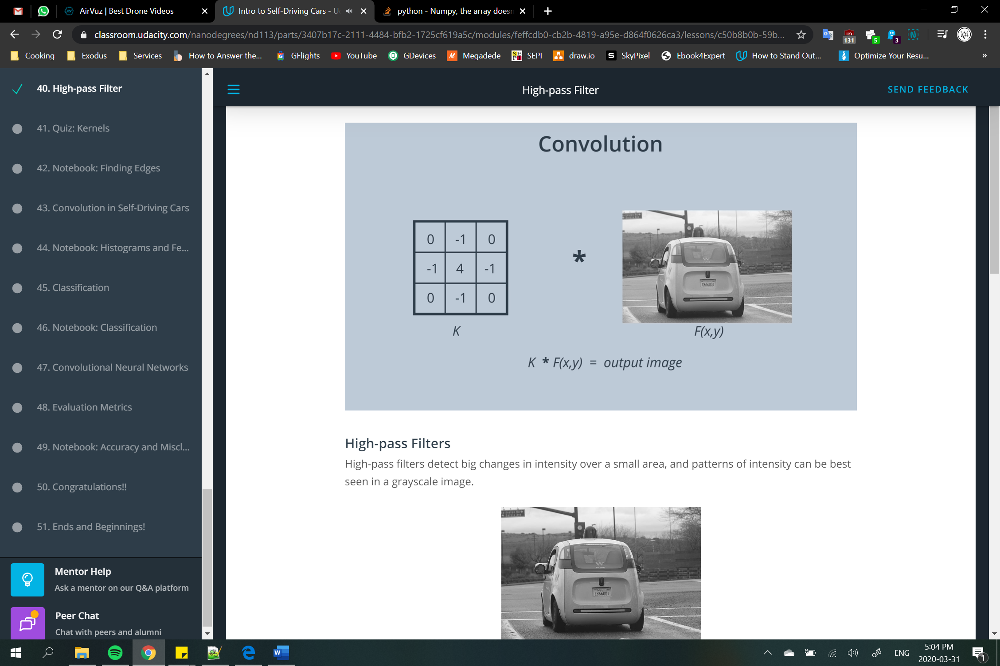 AirVūz | Best Drone Videos
Intro to Self-Driving Cars - U
python - Numpy, the array doesn
classroom.udacity.com/nanodegrees/nd113/parts/3407b17c-2111-4484-bfb2-1725cf619a5c/modules/feffcdb0-cb2b-4819-a95e-d864f0626ca3/lessons/c50b8b0b-59b...
131
5
3
Cooking
Exodus
Services
How to Answer the...
GFlights
YouTube
GDevices
Megadede
SEPI
draw.io
SkyPixel
Ebook4Expert
How to Stand Out...
Optimize Your Resu...
»
40. High-pass Filter
41. Quiz: Kernels
42. Notebook: Finding Edges
43. Convolution in Self-Driving Cars
44. Notebook: Histograms and Fe...
45. Classification
46. Notebook: Classification
47. Convolutional Neural Networks
48. Evaluation Metrics
49. Notebook: Accuracy and Miscl...
50. Congratulations!!
51. Ends and Beginnings!
Mentor Help
Ask a mentor on our Q&A platform
Peer Chat
Chat with peers and alumni
High-pass Filter
SEND FEEDBACK
Convolution
0 -1 0
-1 4 -1
0 -1 0
*
K
F(x,y)
K * F(x,y) = output image
High-pass Filters
High-pass filters detect big changes in intensity over a small area, and patterns of intensity can be best
seen in a grayscale image.
ENG
5:04 PM
2020-03-31
1